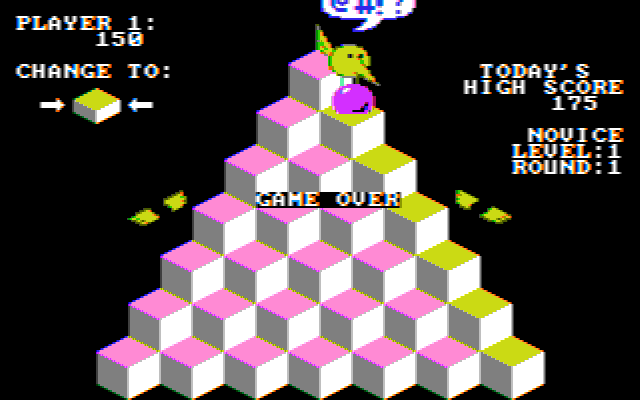 @#!?
PLAYER 1:
150
CHANGE TO:
TODAY'S
HIGH SCORE
175
NOVICE
LEVEL:1
ROUND:1
GAME OVER